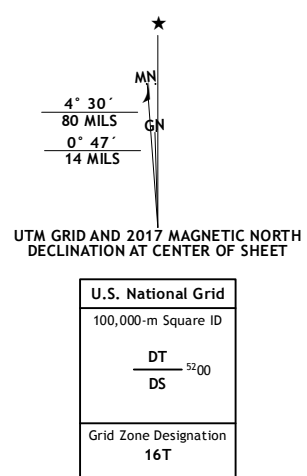 ★
MN
4° 30´
80 MILS
GN
0° 47´
14 MILS
UTM GRID AND 2017 MAGNETIC NORTH
DECLINATION AT CENTER OF SHEET
U.S. National Grid
100,000-m Square ID
DT
5200
DS
Grid Zone Designation
16T